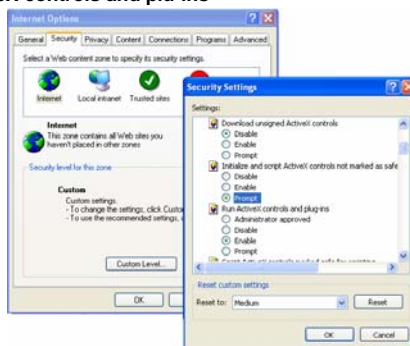 X controls and plug-ins
Internet Options
General Security Privacy Content Connections Programs Advanced
Select a Web content zone to specify its security settings.
Internet Local intranet Trusted sites
Internet
This zone contains all Web sites you
haven't placed in other zones
Security level for this zone
Custom
Custom settings.
- To change the settings, click Custo
- To use the recommended settings,
Custom Level...
OK
Security Settings
Settings:
Download unsigned ActiveX controls
Disable
Enable
Prompt
Initialize and script ActiveX controls not marked as safe
Disable
Enable
Prompt
Run ActiveX controls and plug-ins
Administrator approved
Disable
Enable
Prompt
Reset custom settings
Reset to: Medium Reset
OK Cancel